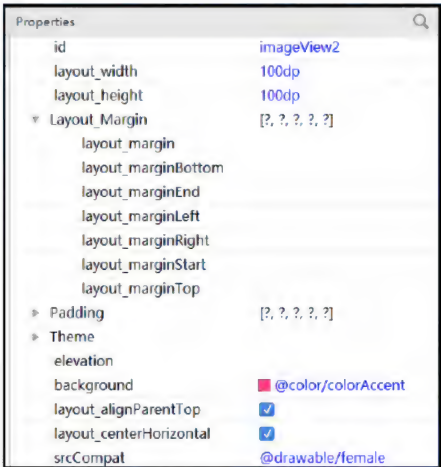 Properties
id imageView2
layout_width 100dp
layout_height 100dp
Layout_Margin [?, ?, ?, ?, ?]
layout_margin
layout_marginBottom
layout_marginEnd
layout_marginLeft
layout_marginRight
layout_marginStart
layout_marginTop
Padding [?, ?, ?, ?, ?]
Theme
elevation
background @color/colorAccent
layout_alignParentTop
layout_centerHorizontal
srcCompat @drawable/female